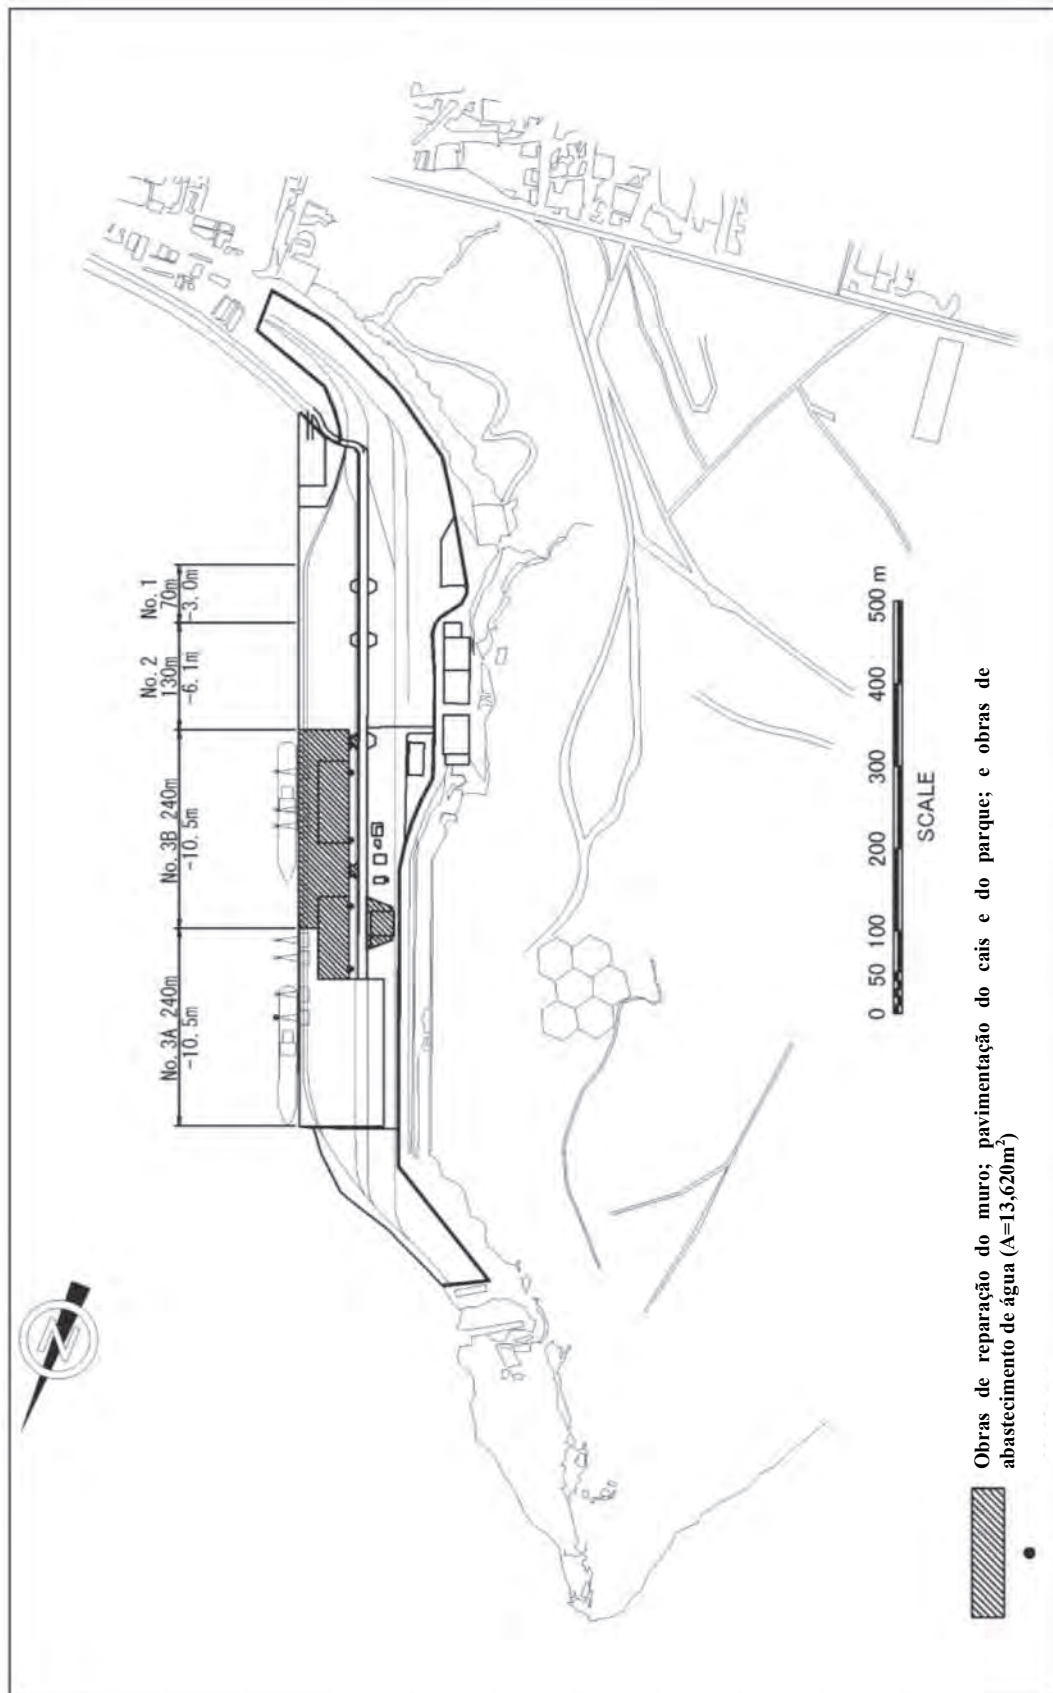 No. 3A 240m
-10. 5m
No. 3B 240m
-10. 5m
No. 2
130m
-6. 1m
No. 1
70m
-3. 0m
N
0 50 100 200 300 400 500 m
SCALE
Obras de reparação do muro; pavimentação do cais e do parque; e obras de
abastecimento de água (A=13,620m²)